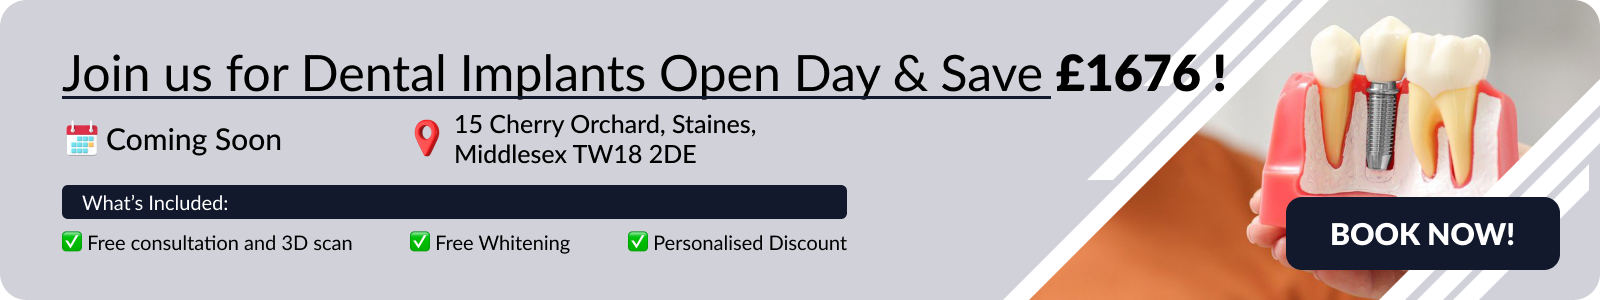 Join us for Dental Implants Open Day & Save £1676 !
Coming Soon
15 Cherry Orchard, Staines,
Middlesex TW18 2DE
What's Included:
Free consultation and 3D scan
Free Whitening
Personalised Discount
BOOK NOW!